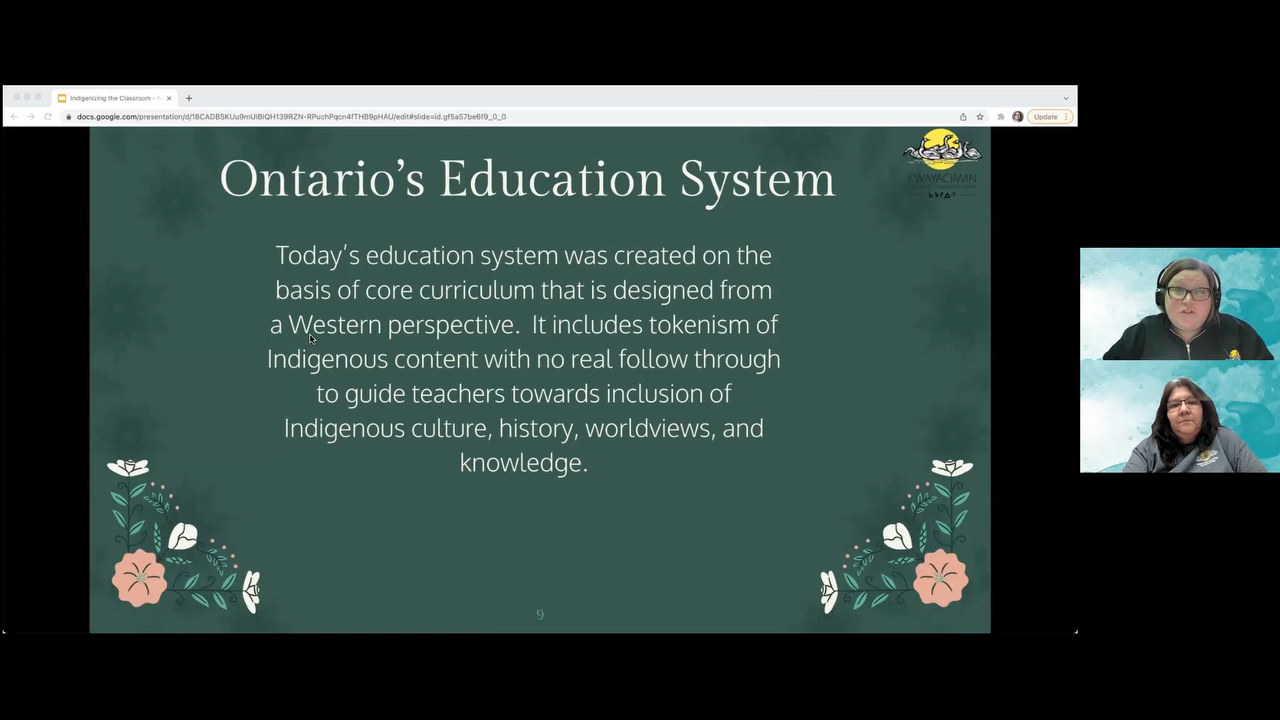 Indigenizing the Classroom -
docs.google.com/presentation/d/18CADBSKUu9mUlBlQH139RZN-RPuchPqcn4fTHB9pHAU/edit#slide=id.gf5a57be6f9_0_0
Update
Ontario's Education System
KWAYACIIWIN
Today's education system was created on the
basis of core curriculum that is designed from
a Western perspective.  It includes tokenism of
Indigenous content with no real follow through
to guide teachers towards inclusion of
Indigenous culture, history, worldviews, and
knowledge.
9